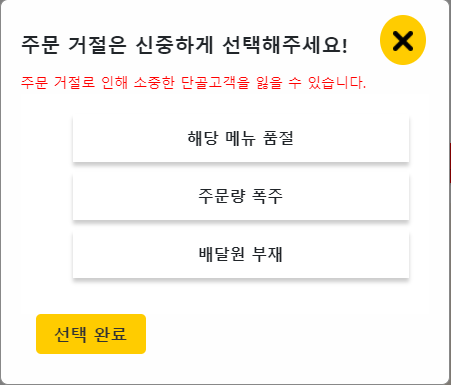 주문 거절은 신중하게 선택해주세요!
주문 거절로 인해 소중한 단골고객을 잃을 수 있습니다.
해당 메뉴 품절
주문량 폭주
배달원 부재
선택 완료